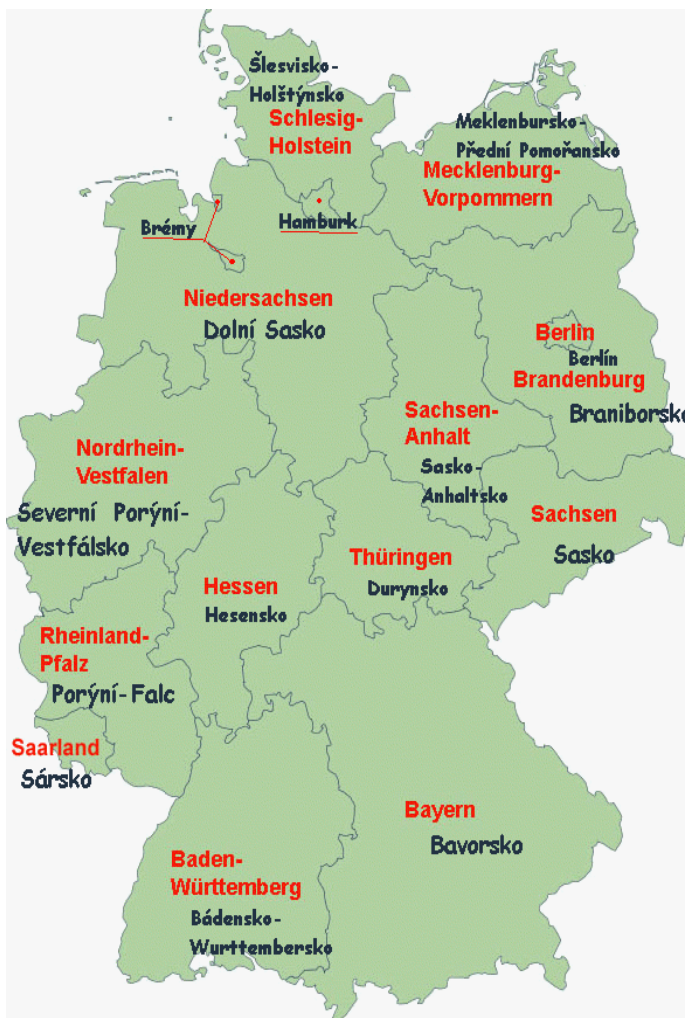 Šlesvisko-
Holštýnsko
Schlesig-
Holstein
Meklenbursko-
Přední Pomořansko
Mecklenburg-
Vorpommern
Brémy
Hamburk
Niedersachsen
Dolní Sasko
Berlin
Berlín
Brandenburg
Braniborsko
Sachsen-
Anhalt
Sasko-
Anhaltsko
Nordrhein-
Vestfalen
Severní Porýní-
Vestfálsko
Sachsen
Sasko
Thüringen
Durynsko
Hessen
Hesensko
Rheinland-
Pfalz
Porýní-Falc
Saarland
Sársko
Bayern
Bavorsko
Baden-
Württemberg
Bádensko-
Wurttembersko